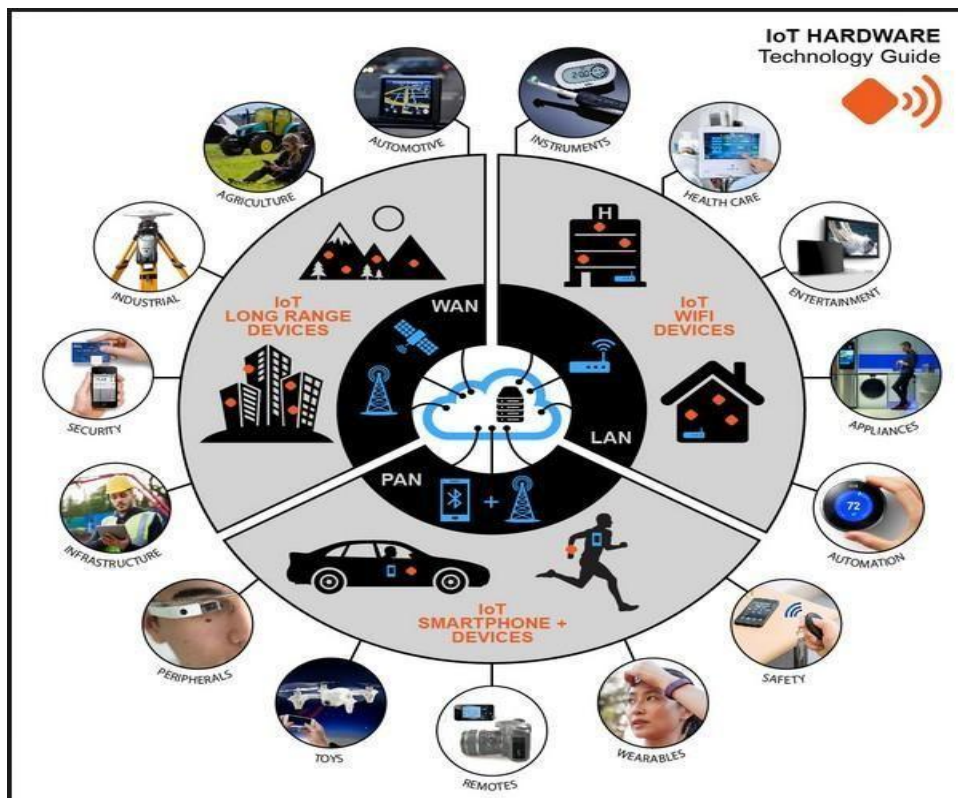 IoT HARDWARE
Technology Guide
AUTOMOTIVE
INSTRUMENTS
AGRICULTURE
HEALTH CARE
INDUSTRIAL
ENTERTAINMENT
SECURITY
APPLIANCES
INFRASTRUCTURE
AUTOMATION
PERIPHERALS
SAFETY
TOYS
REMOTES
WEARABLES
IoT
LONG RANGE
DEVICES
WAN
H
IoT
WIFI
DEVICES
LAN
PAN
+
IoT
SMARTPHONE +
DEVICES
72